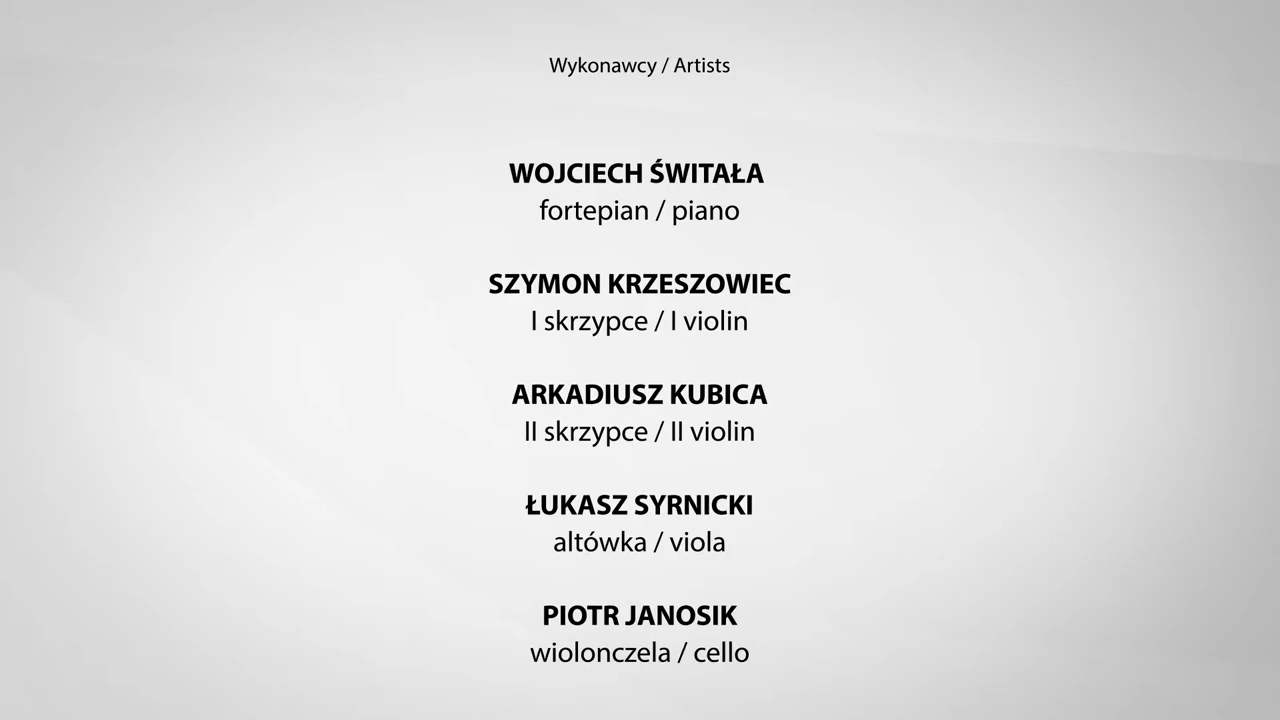 Wykonawcy / Artists
WOJCIECH ŚWITAŁA
fortepian / piano
SZYMON KRZESZOWIEC
I skrzypce / I violin
ARKADIUSZ KUBICA
II skrzypce / II violin
ŁUKASZ SYRNICKI
altówka / viola
PIOTR JANOSIK
wiolonczela / cello